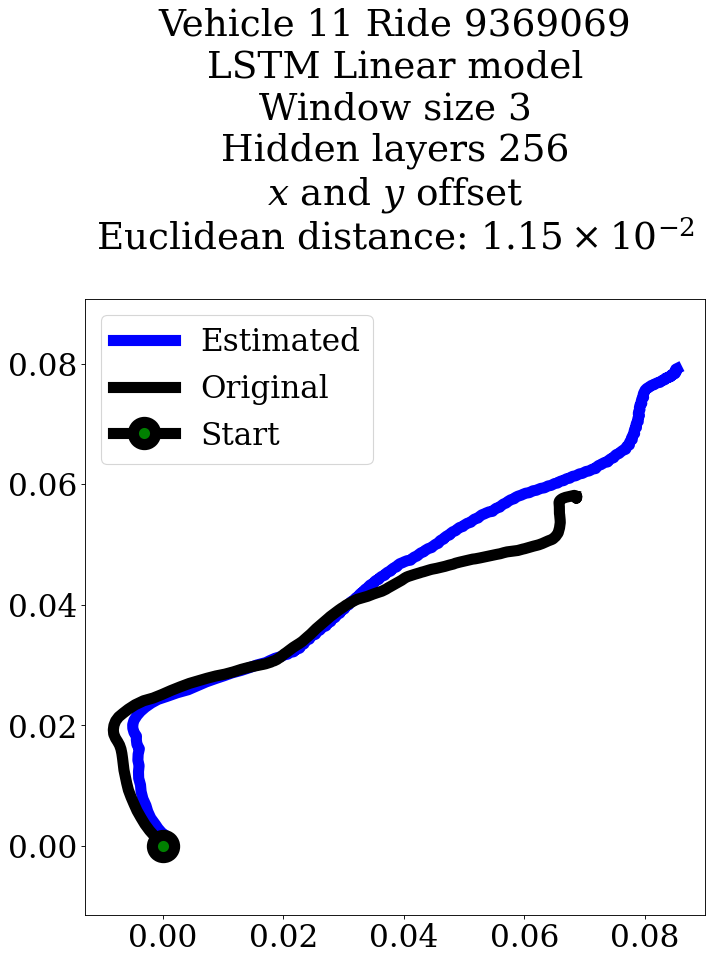 Vehicle 11 Ride 9369069
LSTM Linear model
Window size 3
Hidden layers 256
x and y offset
Euclidean distance: 1.15 × 10⁻²
Estimated
Original
Start
0.08
0.06
0.04
0.02
0.00
0.00 0.02 0.04 0.06 0.08